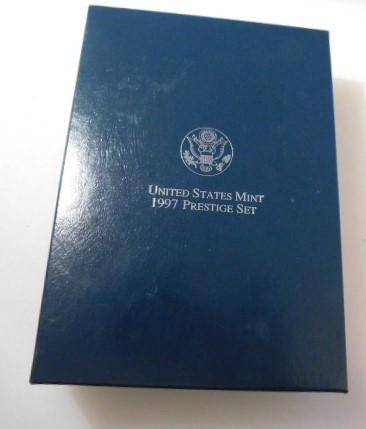 United States Mint
1997 Prestige Set